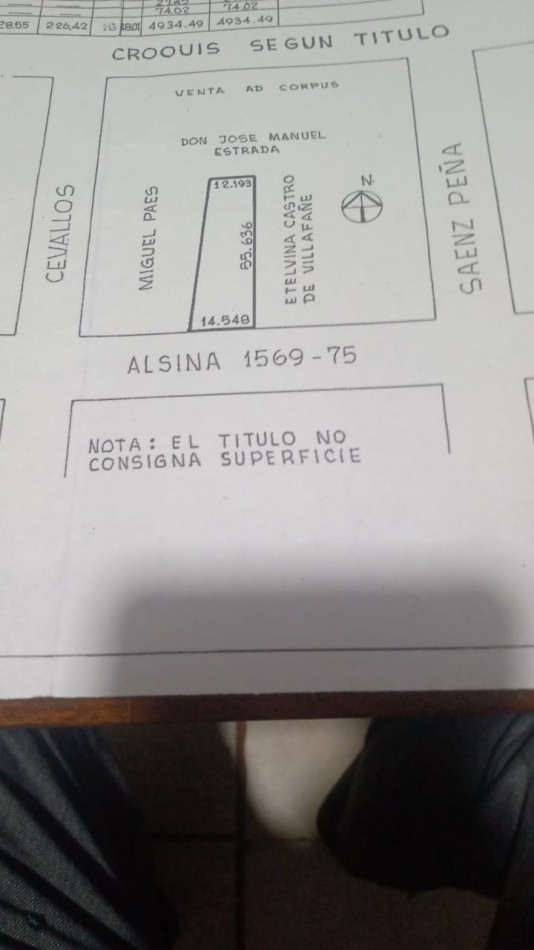 74.02 74.02
226,42 4934.49 4934.49
CROQUIS SEGUN TITULO
VENTA AD CORPUS
DON JOSE MANUEL
ESTRADA
CEVALLOS
MIGUEL PAES
12.193
55.636
14.548
ETELVINA CASTRO
DE VILLAFAÑE
N.
SAENZ PEÑA
ALSINA 1569-75
NOTA: EL TITULO NO
CONSIGNA SUPERFICIE